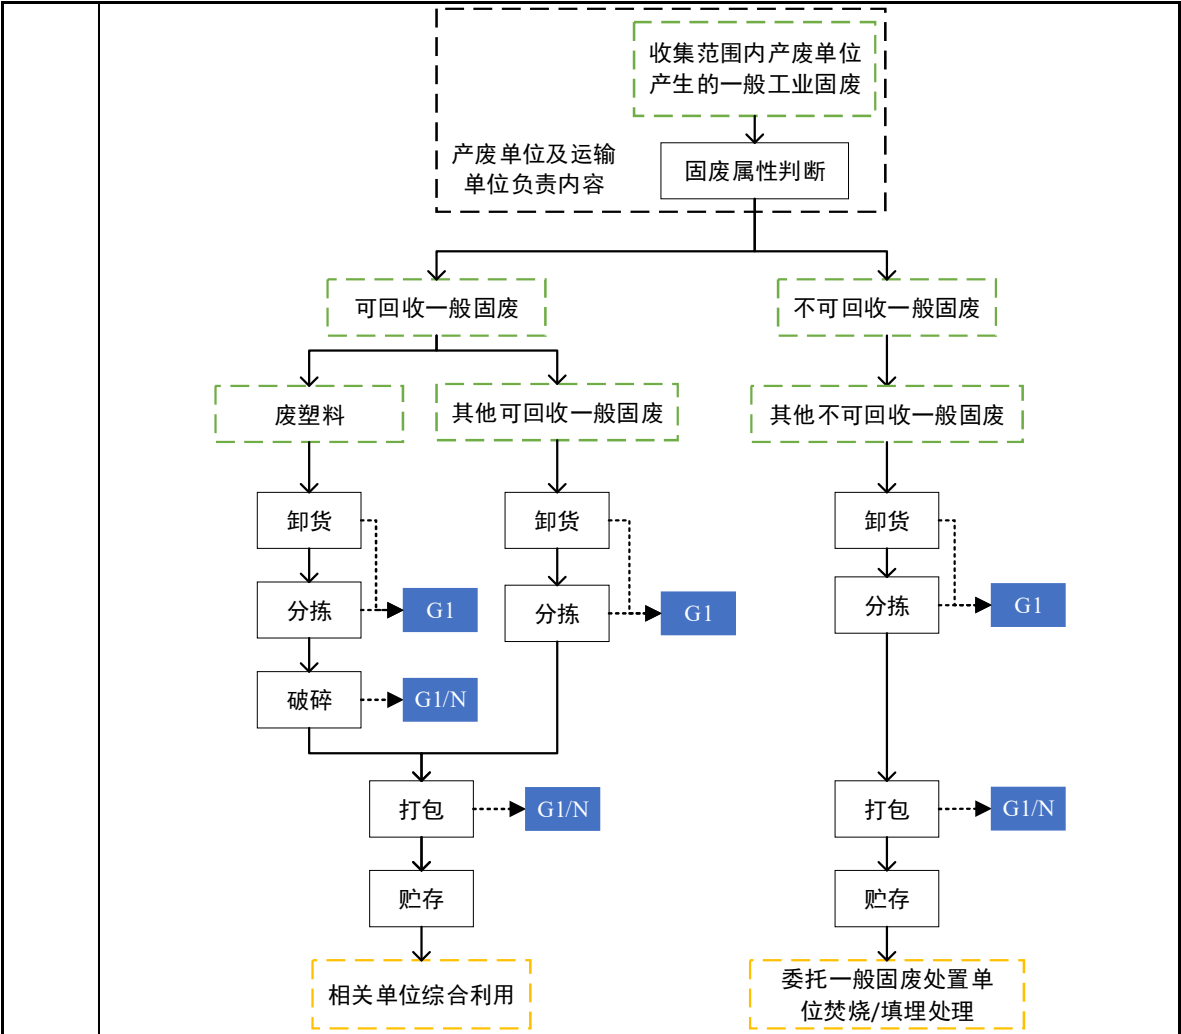 收集范围内产废单位
产生的一般工业固废
产废单位及运输
单位负责内容
固废属性判断
可回收一般固废
不可回收一般固废
废塑料
其他可回收一般固废
其他不可回收一般固废
卸货
卸货
卸货
分拣
G1
分拣
G1
分拣
G1
破碎
G1/N
打包
G1/N
打包
G1/N
贮存
贮存
相关单位综合利用
委托一般固废处置单
位焚烧/填埋处理